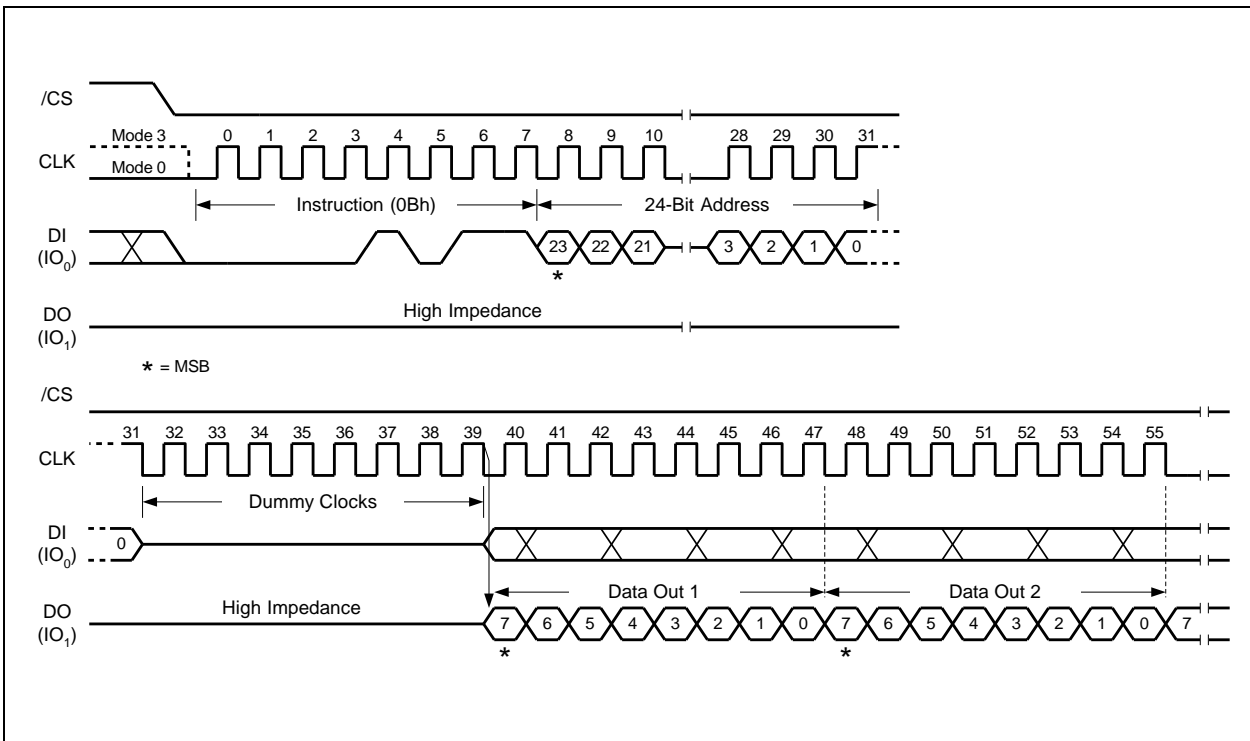 /CS
Mode 3 0 1 2 3 4 5 6 7 8 9 10 28 29 30 31
CLK Mode 0
Instruction (0Bh) 24-Bit Address
DI
(IO0) 23 22 21 3 2 1 0
*
DO High Impedance
(IO1)
* = MSB
/CS
31 32 33 34 35 36 37 38 39 40 41 42 43 44 45 46 47 48 49 50 51 52 53 54 55
CLK
Dummy Clocks
DI
(IO0) 0
Data Out 1 Data Out 2
DO High Impedance
(IO1) 7 6 5 4 3 2 1 0 7 6 5 4 3 2 1 0 7
* *